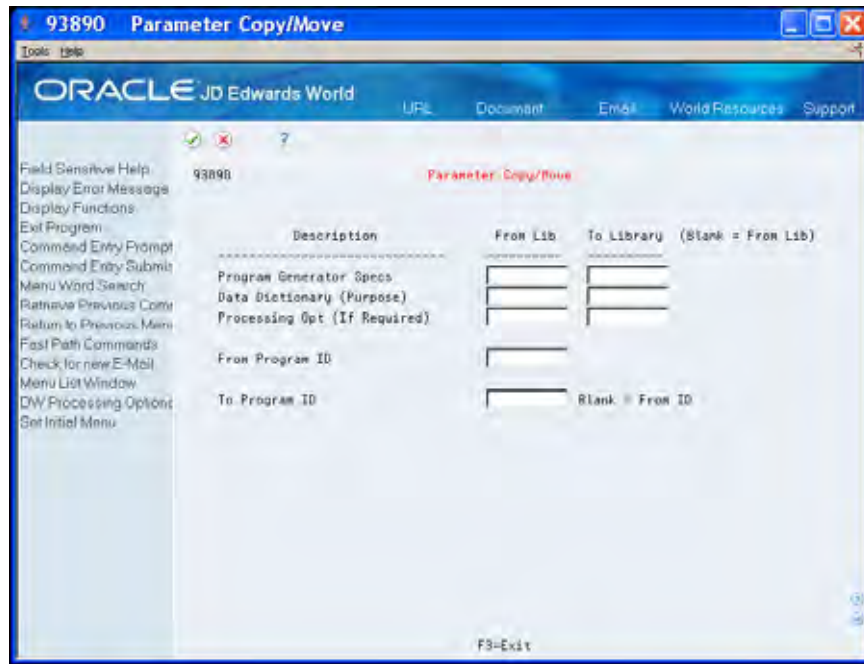 93890 Parameter Copy/Move
Tools Help
ORACLE JD Edwards World
URL Document Email World Resources Support
?
Field Sensitive Help
Display Error Message
Display Functions
Exit Program
Command Entry Prompt
Command Entry Submit
Menu Word Search
Retrieve Previous Comr
Return to Previous Menu
Fast Path Commands
Check for new E-Mail
Menu List Window
DW Processing Options
Set Initial Menu
93890 Parameter Copy/Move
Description From Lib To Library (Blank = From Lib)
Program Generator Specs
Data Dictionary (Purpose)
Processing Opt (If Required)
From Program ID
To Program ID Blank = From ID
F3=Exit